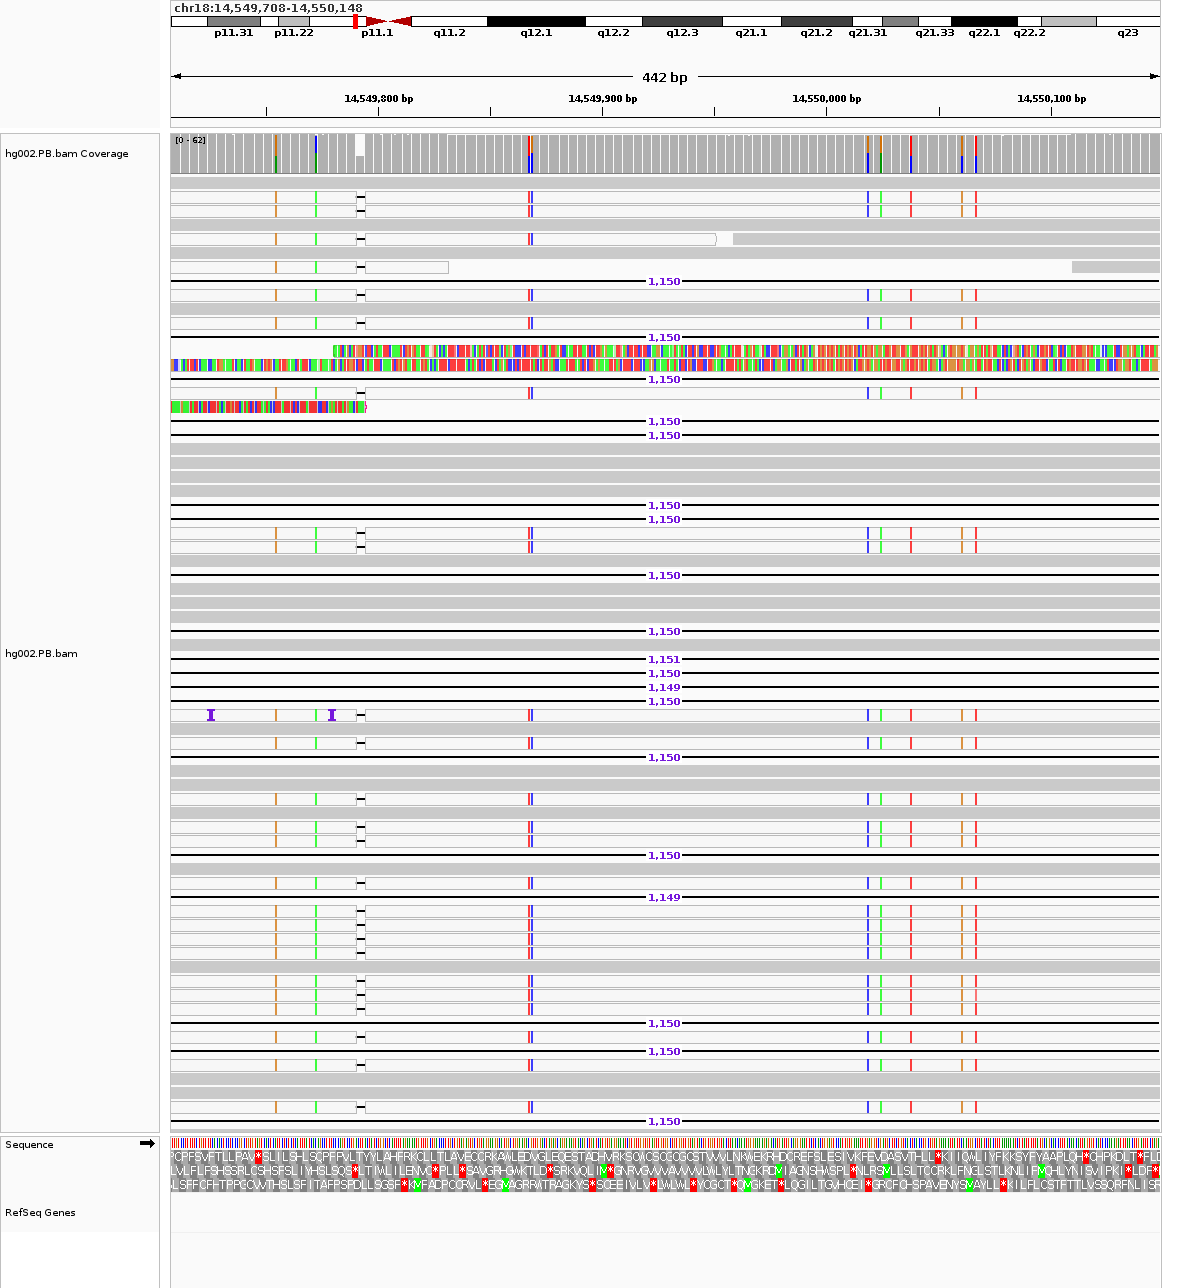 chr18:14,549,708-14,550,148
p11.31 p11.22 p11.1 q11.2 q12.1 q12.2 q12.3 q21.1 q21.2 q21.31 q21.33 q22.1 q22.2 q23
442 bp
14,549,800 bp 14,549,900 bp 14,550,000 bp 14,550,100 bp
[0 - 62]
hg002.PB.bam Coverage
1,150
1,150
1,150
1,150
1,150
1,150
1,150
1,150
1,150
hg002.PB.bam
1,151
1,150
1,149
1,150
1,150
1,150
1,149
1,150
1,150
1,150
Sequence
RefSeq Genes